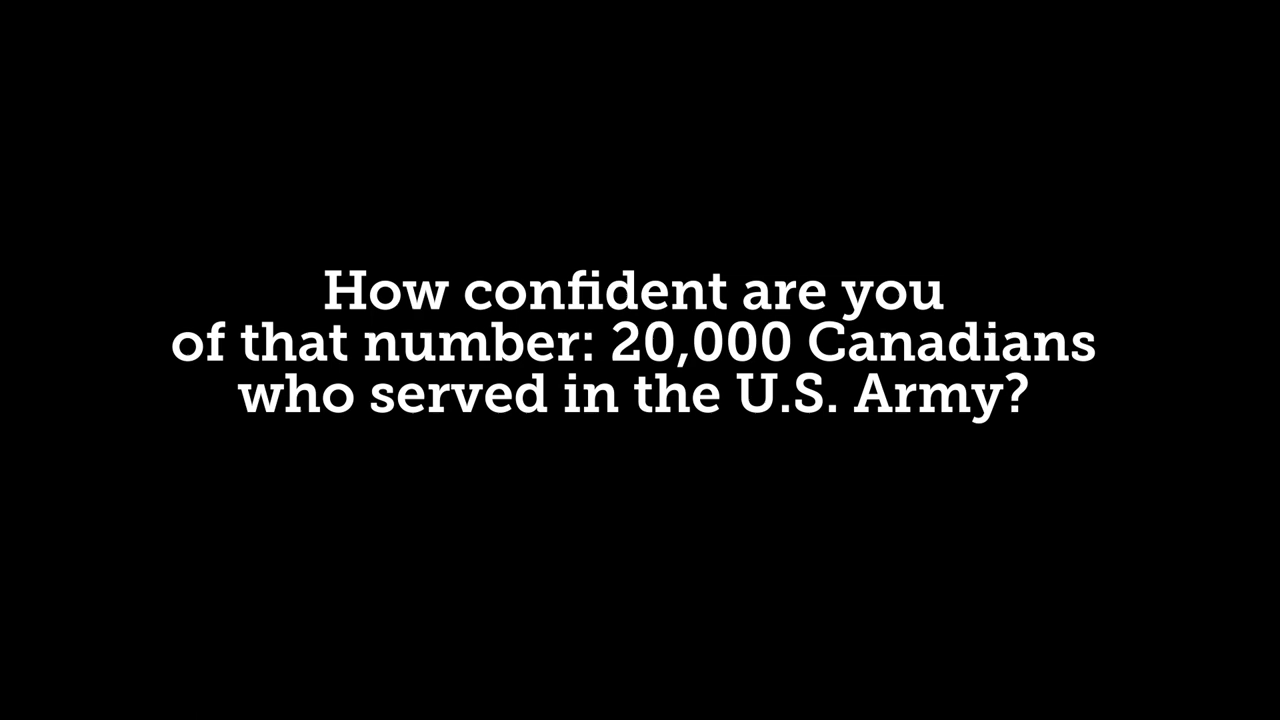 How confident are you
of that number: 20,000 Canadians
who served in the U.S. Army?